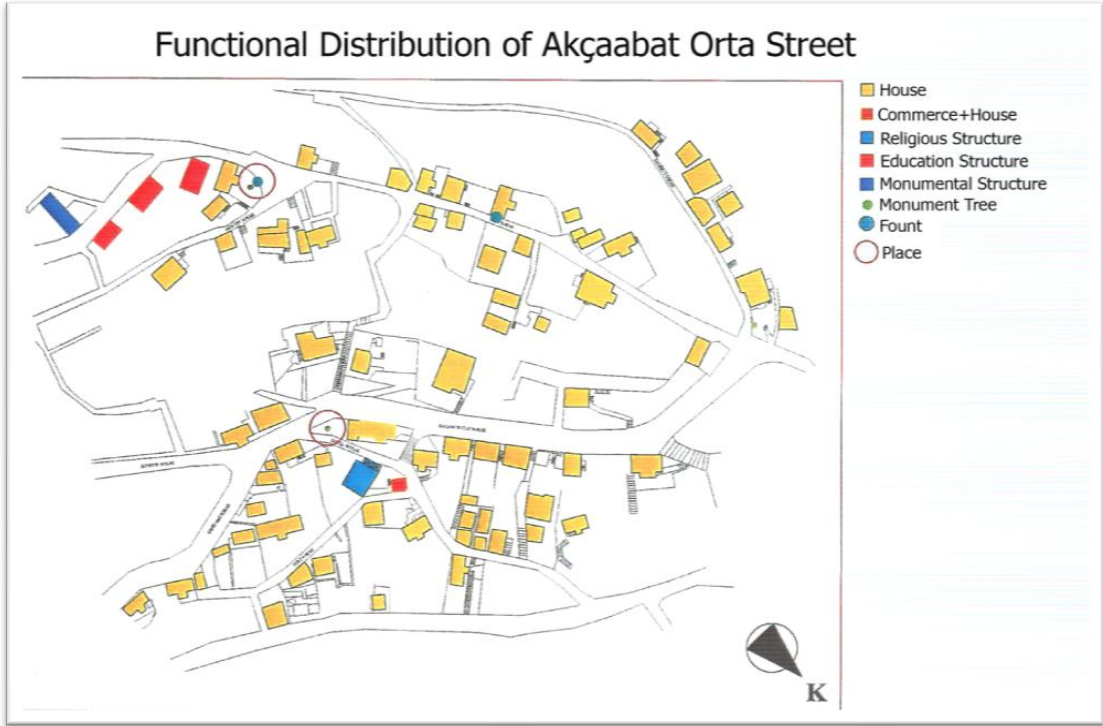 Functional Distribution of Akçaabat Orta Street
House
Commerce+House
Religious Structure
Education Structure
Monumental Structure
Monument Tree
Fount
Place
K